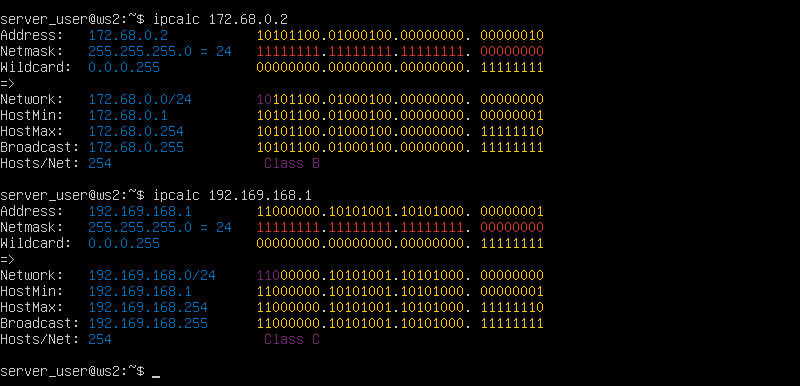 server_user@ws2:~$ ipcalc 172.68.0.2
Address:   172.68.0.2           10101100.01000100.00000000. 00000010
Netmask:   255.255.255.0 = 24   11111111.11111111.11111111. 00000000
Wildcard:  0.0.0.255            00000000.00000000.00000000. 11111111
=>
Network:   172.68.0.0/24        10101100.01000100.00000000. 00000000
HostMin:   172.68.0.1           10101100.01000100.00000000. 00000001
HostMax:   172.68.0.254         10101100.01000100.00000000. 11111110
Broadcast: 172.68.0.255         10101100.01000100.00000000. 11111111
Hosts/Net: 254                   Class B
server_user@ws2:~$ ipcalc 192.169.168.1
Address:   192.169.168.1        11000000.10101001.10101000. 00000001
Netmask:   255.255.255.0 = 24   11111111.11111111.11111111. 00000000
Wildcard:  0.0.0.255            00000000.00000000.00000000. 11111111
=>
Network:   192.169.168.0/24     11000000.10101001.10101000. 00000000
HostMin:   192.169.168.1        11000000.10101001.10101000. 00000001
HostMax:   192.169.168.254      11000000.10101001.10101000. 11111110
Broadcast: 192.169.168.255      11000000.10101001.10101000. 11111111
Hosts/Net: 254                   Class C
server_user@ws2:~$ _